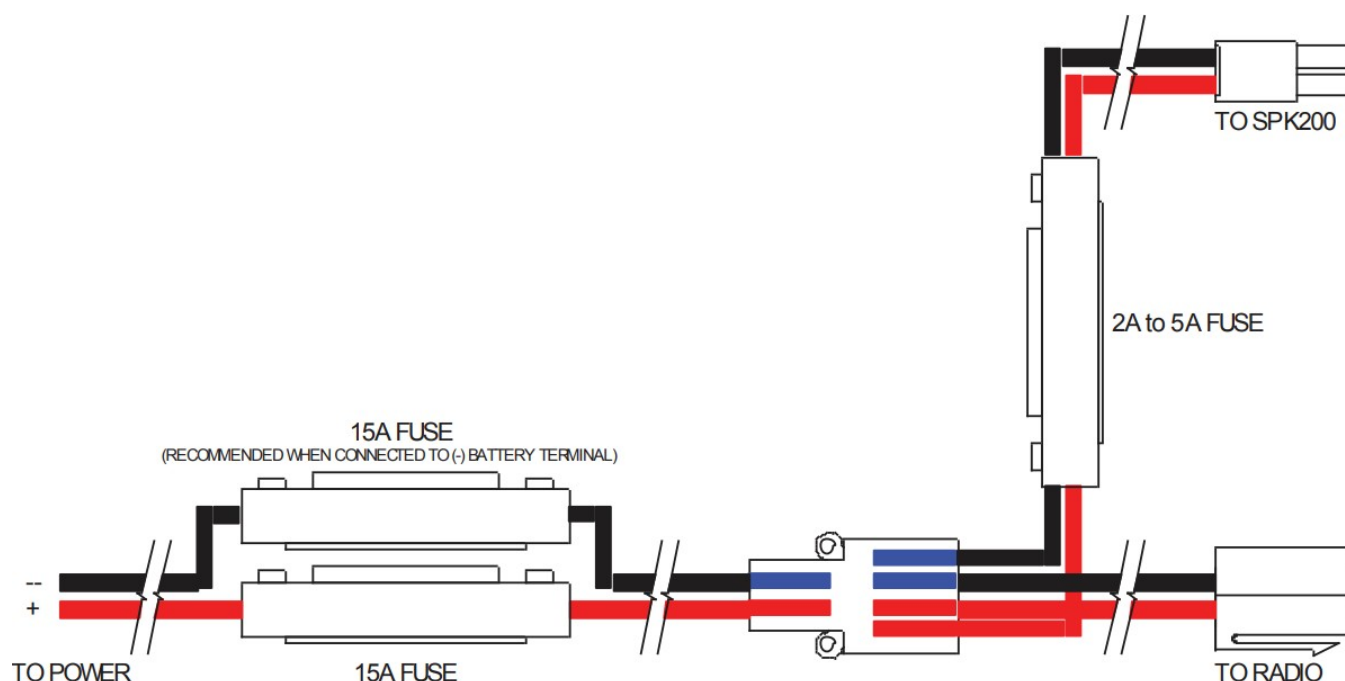 TO SPK200
2A to 5A FUSE
15A FUSE
(RECOMMENDED WHEN CONNECTED TO (-) BATTERY TERMINAL)
--
+
TO POWER
15A FUSE
TO RADIO